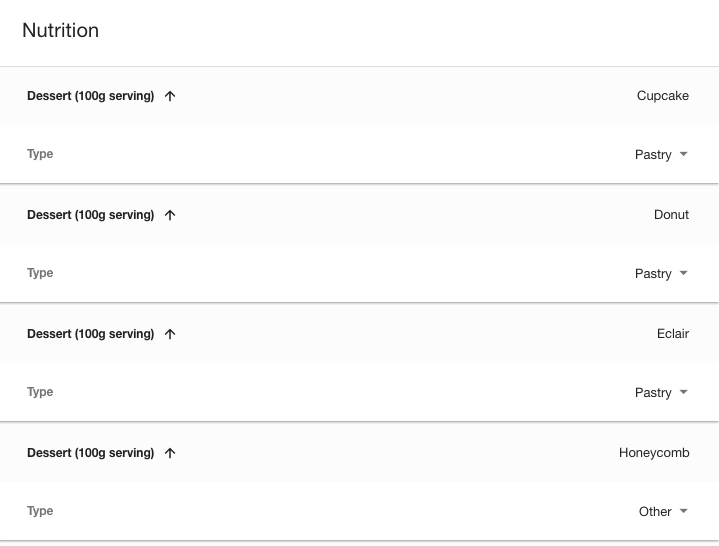 Nutrition
Dessert (100g serving) Cupcake
Type Pastry
Dessert (100g serving) Donut
Type Pastry
Dessert (100g serving) Eclair
Type Pastry
Dessert (100g serving) Honeycomb
Type Other